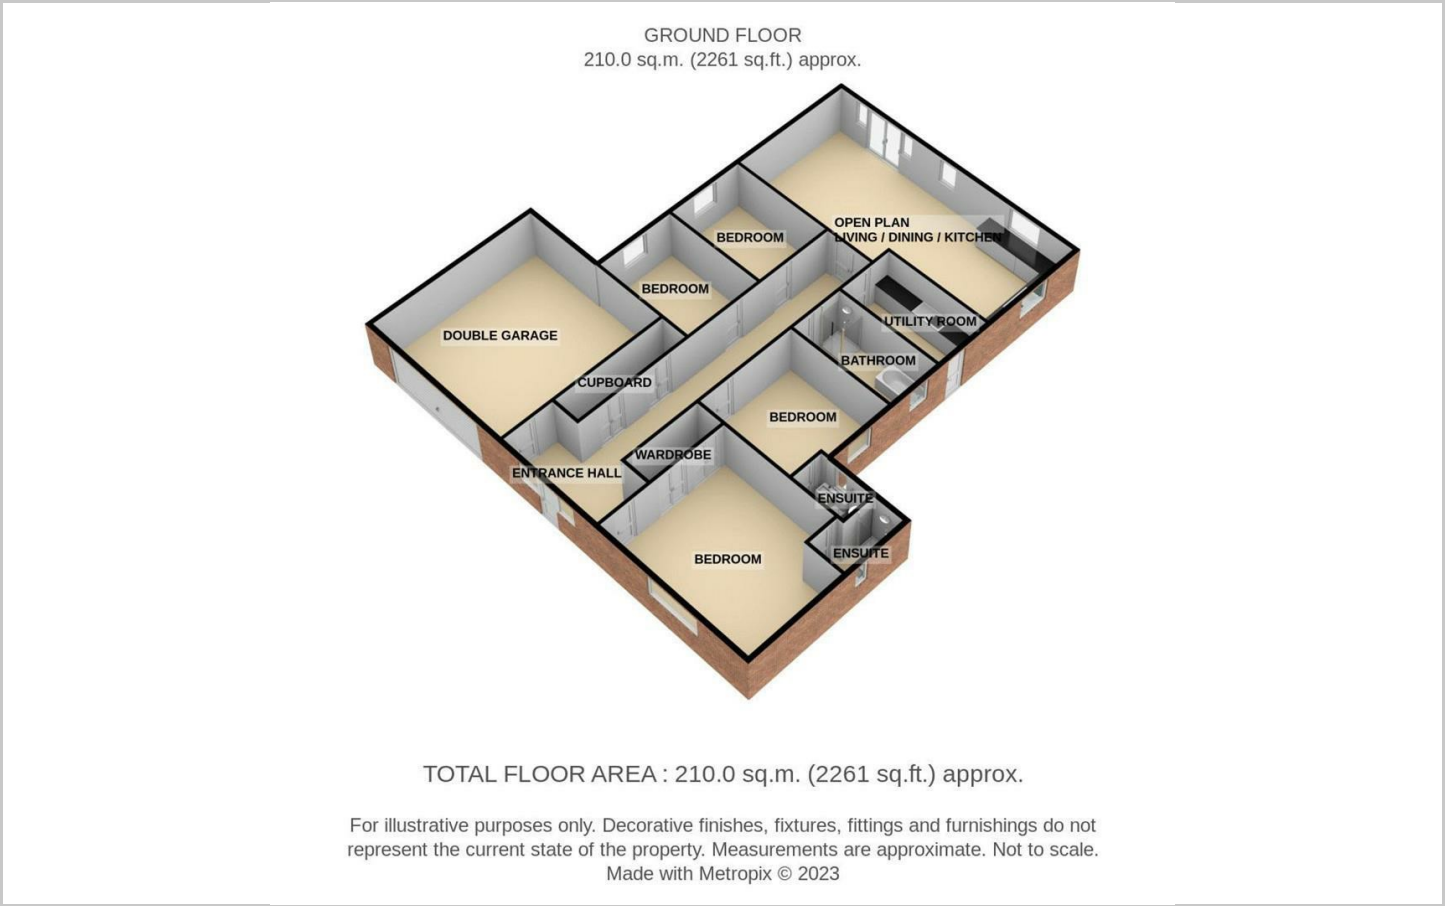 GROUND FLOOR
210.0 sq.m. (2261 sq.ft.) approx.
OPEN PLAN
LIVING / DINING / KITCHEN
BEDROOM
BEDROOM
UTILITY ROOM
DOUBLE GARAGE
BATHROOM
CUPBOARD
BEDROOM
WARDROBE
ENTRANCE HALL
ENSUITE
ENSUITE
BEDROOM
TOTAL FLOOR AREA : 210.0 sq.m. (2261 sq.ft.) approx.
For illustrative purposes only. Decorative finishes, fixtures, fittings and furnishings do not
represent the current state of the property. Measurements are approximate. Not to scale.
Made with Metropix © 2023